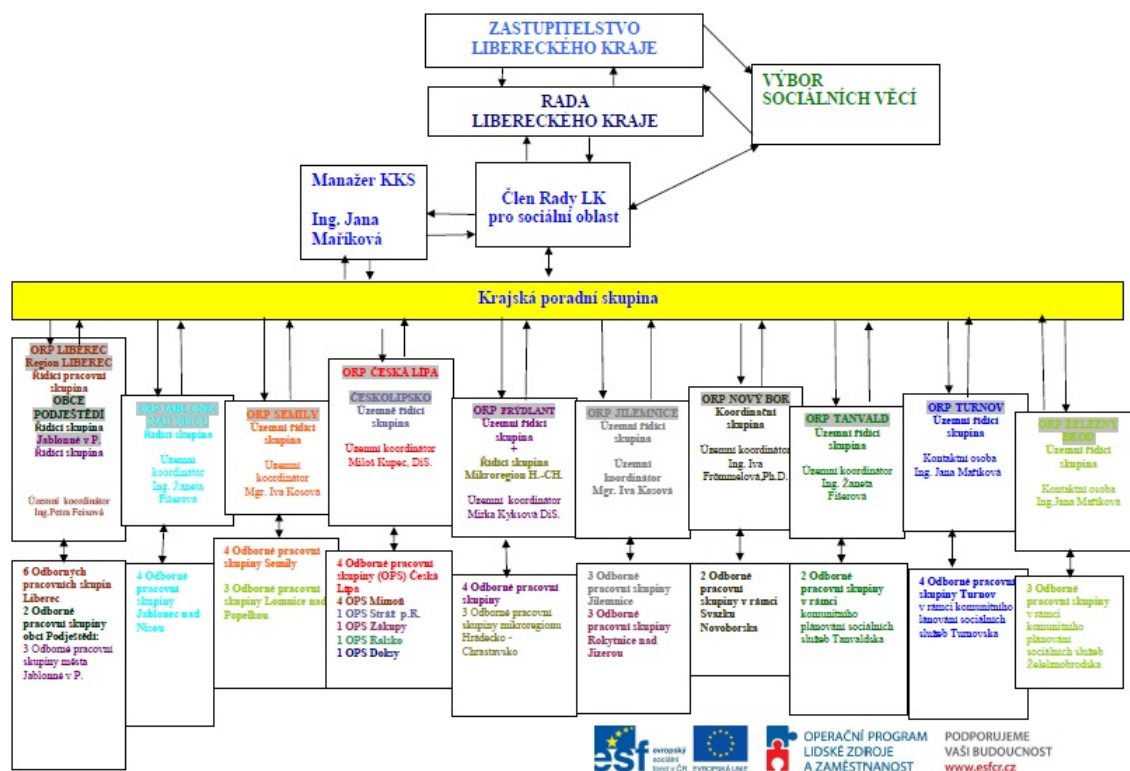 ZASTUPITELSTVO
LIBERECKÉHO KRAJE
VÝBOR
SOCIÁLNÍCH VĚCÍ
RADA
LIBERECKÉHO KRAJE
Manažer KKS
Ing. Jana
Maříková
Člen Rady LK
pro sociální oblast
Krajská poradní skupina
ORP LIBEREC
Region LIBEREC
Řídící pracovní
skupina
OBCE
PODJEŠTĚDÍ
Řídící skupina
Jablonné v P.
Řídící skupina
Územní koordinátor
Ing.Petra Feixová
ORP JABLONEC
NAD NISOU
Řídící skupina
Územní
koordinátor
Ing. Žaneta
Fišerová
ORP SEMILY
Územní řídící
skupina
Územní
koordinátor
Mgr. Iva Kosová
ORP ČESKÁ LÍPA
ČESKOLIPSKO
Územně řídící
skupina
Územní koordinátor
Miloš Kupec, DiS.
ORP FRÝDLANT
Územní řídící
skupina
+
Řídící skupina
Mikroregion H.-CH.
Územní koordinátor
Mirka Kyksová DiS.
ORP JILEMNICE
Územní řídící
skupina
Územní
koordinátor
Mgr. Iva Kosová
ORP NOVÝ BOR
Koordinační
skupina
Územní koordinátor
Ing. Iva
Frömmelová,Ph.D.
ORP TANVALD
Územní řídící
skupina
Územní koordinátor
Ing. Žaneta
Fišerová
ORP TURNOV
Územní řídící
skupina
Kontaktní osoba
Ing. Jana Maříková
ORP ŽELEZNÝ
BROD
Územní řídící
skupina
Kontaktní osoba
Ing.Jana Maříková
6 Odborných
pracovních skupin
Liberec
2 Odborné
pracovní skupiny
obcí Podještědí:
3 Odborné pracovní
skupiny města
Jablonné v P.
4 Odborné
pracovní
skupiny
Jablonec nad
Nisou
4 Odborné pracovní
skupiny Semily
3 Odborné pracovní
skupiny Lomnice nad
Popelkou
4 Odborné pracovní
skupiny (OPS) Česká
Lípa
4 OPS Mimoň
1 OPS Stráž p.R.
1 OPS Zákupy
1 OPS Ralsko
1 OPS Doksy
4 Odborné pracovní
skupiny
3 Odborné pracovní
skupiny mikroregionu
Hrádecko -
Chrastavsko
3 Odborné
pracovní skupiny
Jilemnice
3 Odborné
pracovní skupiny
Rokytnice nad
Jizerou
2 Odborné
pracovní
skupiny v rámci
Svazku
Novoborska
2 Odborné
pracovní skupiny
v rámci
komunitního
plánování sociálních
služeb Tanvaldska
4 Odborné pracovní
skupiny Turnov
v rámci komunitního
plánování sociálních
služeb Turnovska
3 Odborné
pracovní skupiny
v rámci
komunitního
plánování
sociálních služeb
Želelznobrodska
esf
evropský
sociální
fond v ČR
EVROPSKÁ UNIE
OPERAČNÍ PROGRAM
LIDSKÉ ZDROJE
A ZAMĚSTNANOST
PODPORUJEME
VAŠI BUDOUCNOST
www.esfcr.cz